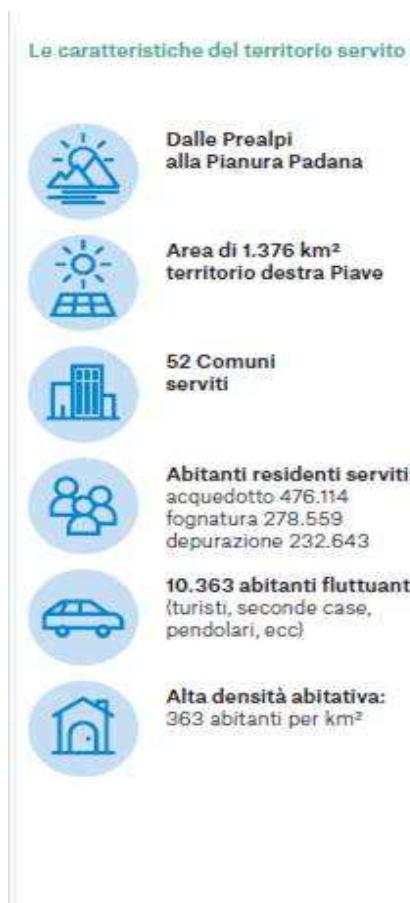 Le caratteristiche del territorio servito
Dalle Prealpi
alla Pianura Padana
Area di 1.376 km²
territorio destra Piave
52 Comuni
serviti
Abitanti residenti serviti
acquedotto 476.114
fognatura 278.559
depurazione 232.643
10.363 abitanti fluttuant
(turisti, seconde case,
pendolari, ecc)
Alta densità abitativa:
363 abitanti per km²